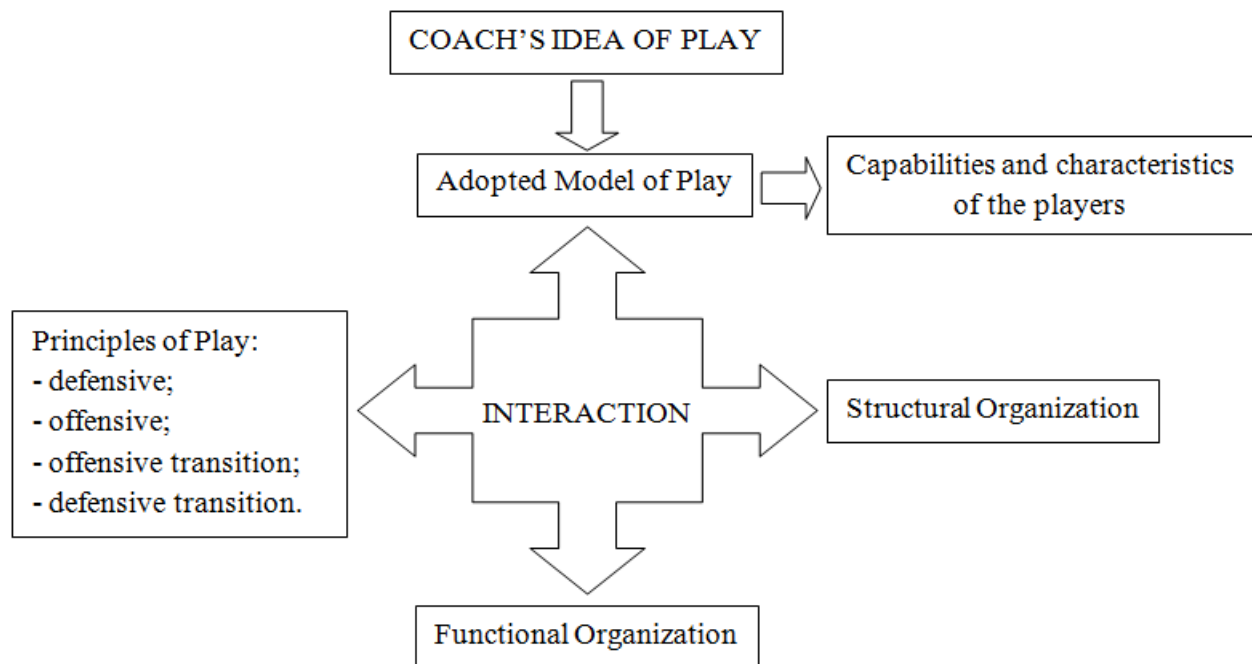 COACH'S IDEA OF PLAY
Adopted Model of Play
Capabilities and characteristics
of the players
Principles of Play:
- defensive;
- offensive;
- offensive transition;
- defensive transition.
INTERACTION
Structural Organization
Functional Organization